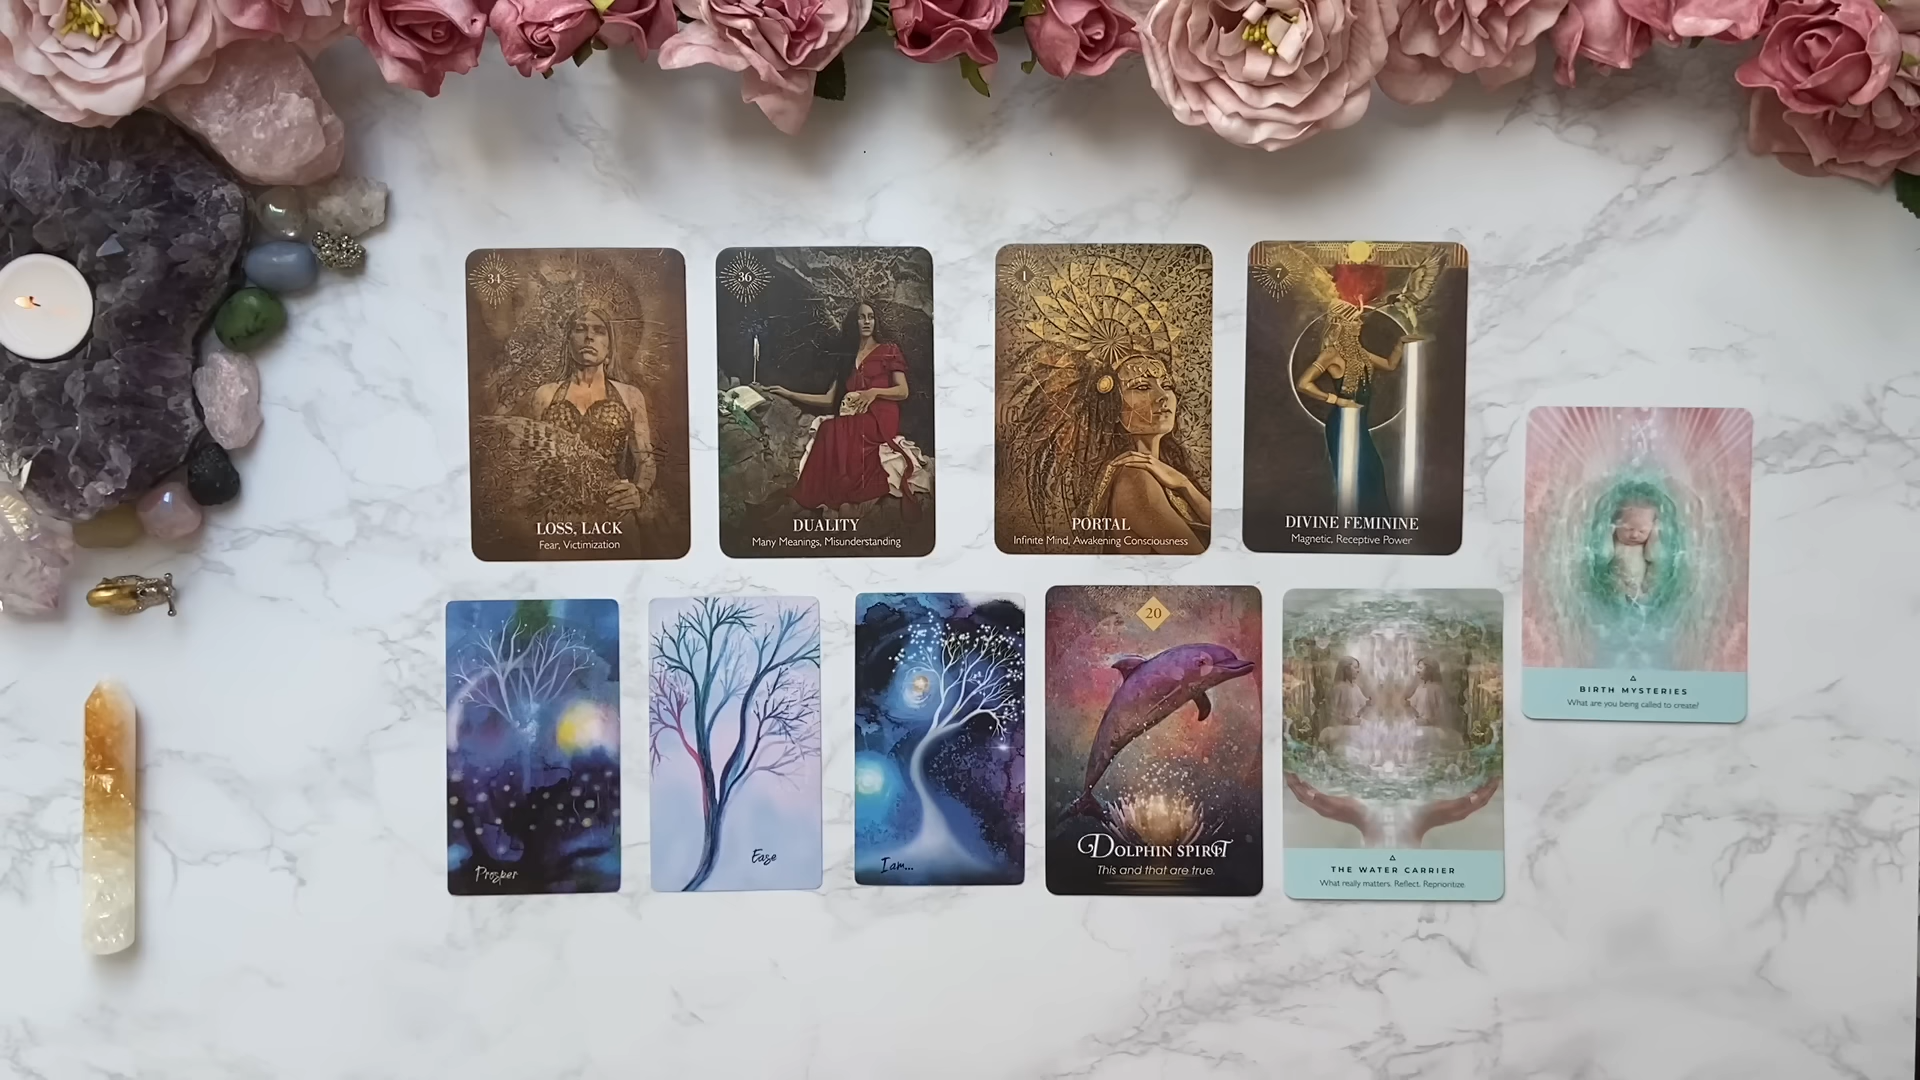 34
LOSS, LACK
Fear, Victimization
36
DUALITY
Many Meanings, Misunderstanding
1
PORTAL
Infinite Mind, Awakening Consciousness
7
DIVINE FEMININE
Magnetic, Receptive Power
BIRTH MYSTERIES
What are you being called to create?
Prosper
Ease
I am...
20
DOLPHIN SPIRIT
This and that are true.
THE WATER CARRIER
What really matters. Reflect. Reprioritize.